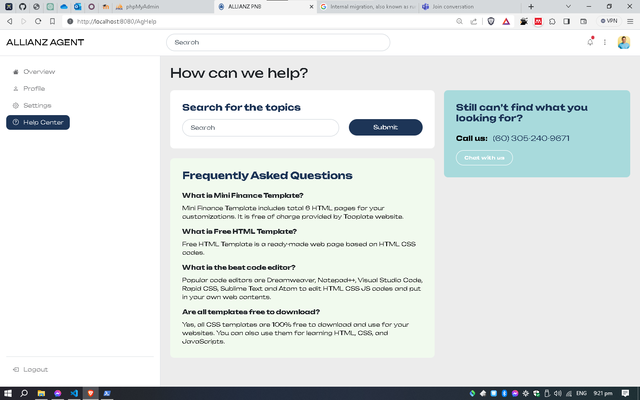 phpMyAdmin
ALLIANZ PNS
Internal migration, also known as
Join conversation
http://localhost:8080/AgHelp
VPN
ALLIANZ AGENT
Search
Overview
Profile
Settings
Help Center
Logout
How can we help?
Search for the topics
Search
Submit
Frequently Asked Questions
What is Mini Finance Template?
Mini Finance Template includes total 6 HTML pages for your
customizations. It is free of charge provided by Tooplate website.
What is Free HTML Template?
Free HTML Template is a ready-made web page based on HTML CSS
codes.
What is the best code editor?
Popular code editors are Dreamweaver, Notepad++, Visual Studio Code,
Rapid CSS, Sublime Text and Atom to edit HTML CSS JS codes and put
in your own web contents.
Are all templates free to download?
Yes, all CSS templates are 100% free to download and use for your
websites. You can also use them for learning HTML, CSS, and
JavaScripts.
Still can't find what you
looking for?
Call us: (60) 305-240-9671
Chat with us
ENG
9:21 pm